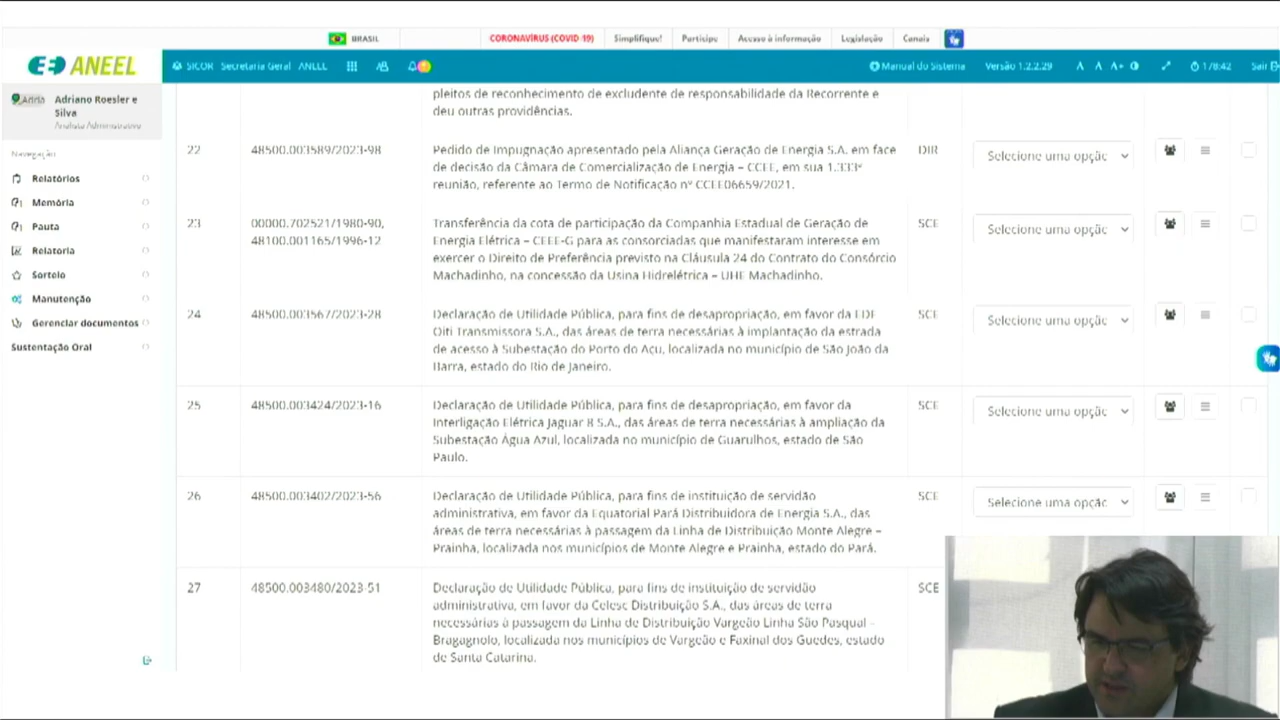 BRASIL
CORONAVÍRUS (COVID-19)
Simplifique!
Participe
Acesso à informação
Legislação
Canais
ANEEL
SICOR Secretaria Geral ANEEL
Manual do Sistema
Versão 1.2.2.29
A A A+
178:42
Sair
Adria
Adriano Roesler e
Silva
Analista Administrativo
Navegação
Relatórios
Memória
Pauta
Relatoria
Sorteio
Manutenção
Gerenciar documentos
Sustentação Oral
pleitos de reconhecimento de excludente de responsabilidade da Recorrente e
deu outras providências.
22
48500.003589/2023-98
Pedido de Impugnação apresentado pela Aliança Geração de Energia S.A. em face
de decisão da Câmara de Comercialização de Energia – CCEE, em sua 1.333ª
reunião, referente ao Termo de Notificação nº CCEE06659/2021.
DIR
Selecione uma opção
23
00000.702521/1980-90,
48100.001165/1996-12
Transferência da cota de participação da Companhia Estadual de Geração de
Energia Elétrica – CEEE-G para as consorciadas que manifestaram interesse em
exercer o Direito de Preferência previsto na Cláusula 24 do Contrato do Consórcio
Machadinho, na concessão da Usina Hidrelétrica – UHE Machadinho.
SCE
Selecione uma opção
24
48500.003567/2023-28
Declaração de Utilidade Pública, para fins de desapropriação, em favor da EDF
Oiti Transmissora S.A., das áreas de terra necessárias à implantação da estrada
de acesso à Subestação do Porto do Açu, localizada no município de São João da
Barra, estado do Rio de Janeiro.
SCE
Selecione uma opção
25
48500.003424/2023-16
Declaração de Utilidade Pública, para fins de desapropriação, em favor da
Interligação Elétrica Jaguar 8 S.A., das áreas de terra necessárias à ampliação da
Subestação Água Azul, localizada no município de Guarulhos, estado de São
Paulo.
SCE
Selecione uma opção
26
48500.003402/2023-56
Declaração de Utilidade Pública, para fins de instituição de servidão
adminstrativa, em favor da Equatorial Pará Distribuidora de Energia S.A., das
áreas de terra necessárias à passagem da Linha de Distribuição Monte Alegre –
Prainha, localizada nos municípios de Monte Alegre e Prainha, estado do Pará.
SCE
Selecione uma opção
27
48500.003480/2023-51
Declaração de Utilidade Pública, para fins de instituição de servidão
administrativa, em favor da Celesc Distribuição S.A., das áreas de terra
necessárias à passagem da Linha de Distribuição Vargeão Linha São Pasqual -
Bragagnolo, localizada nos municípios de Vargeão e Faxinal dos Guedes, estado
de Santa Catarina.
SCE